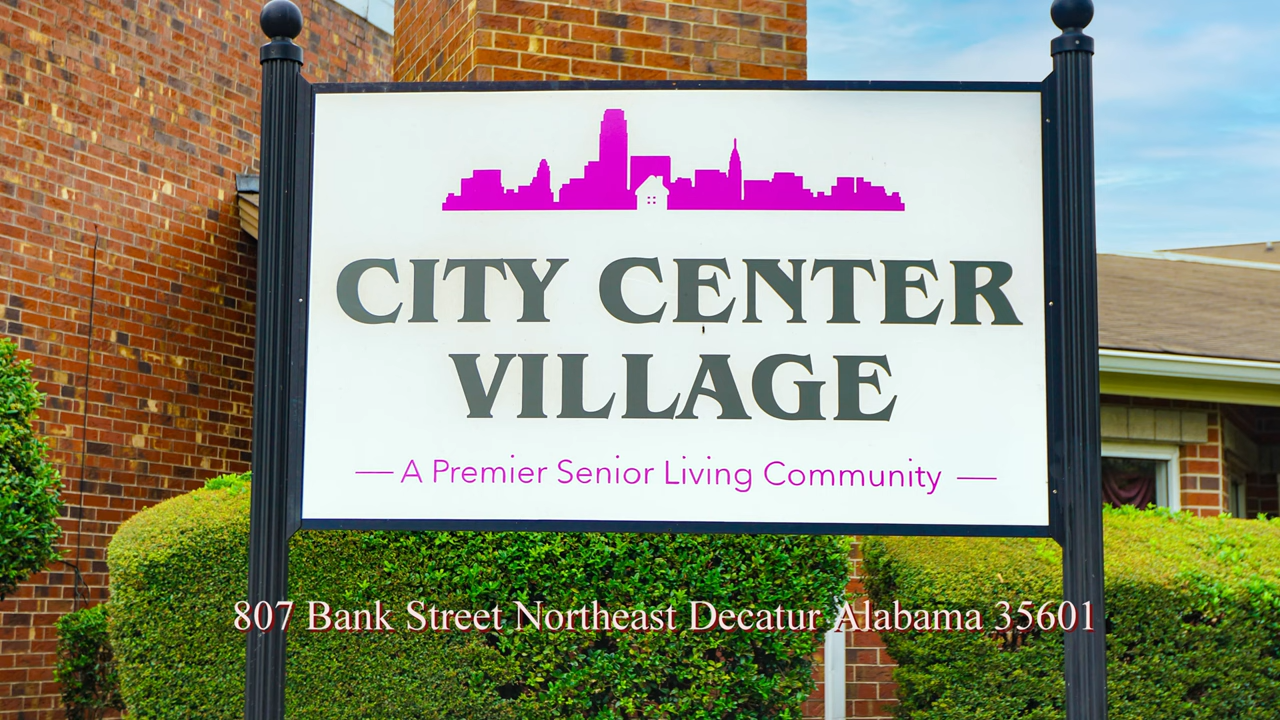 CITY CENTER
VILLAGE
— A Premier Senior Living Community —
807 Bank Street Northeast Decatur Alabama 35601